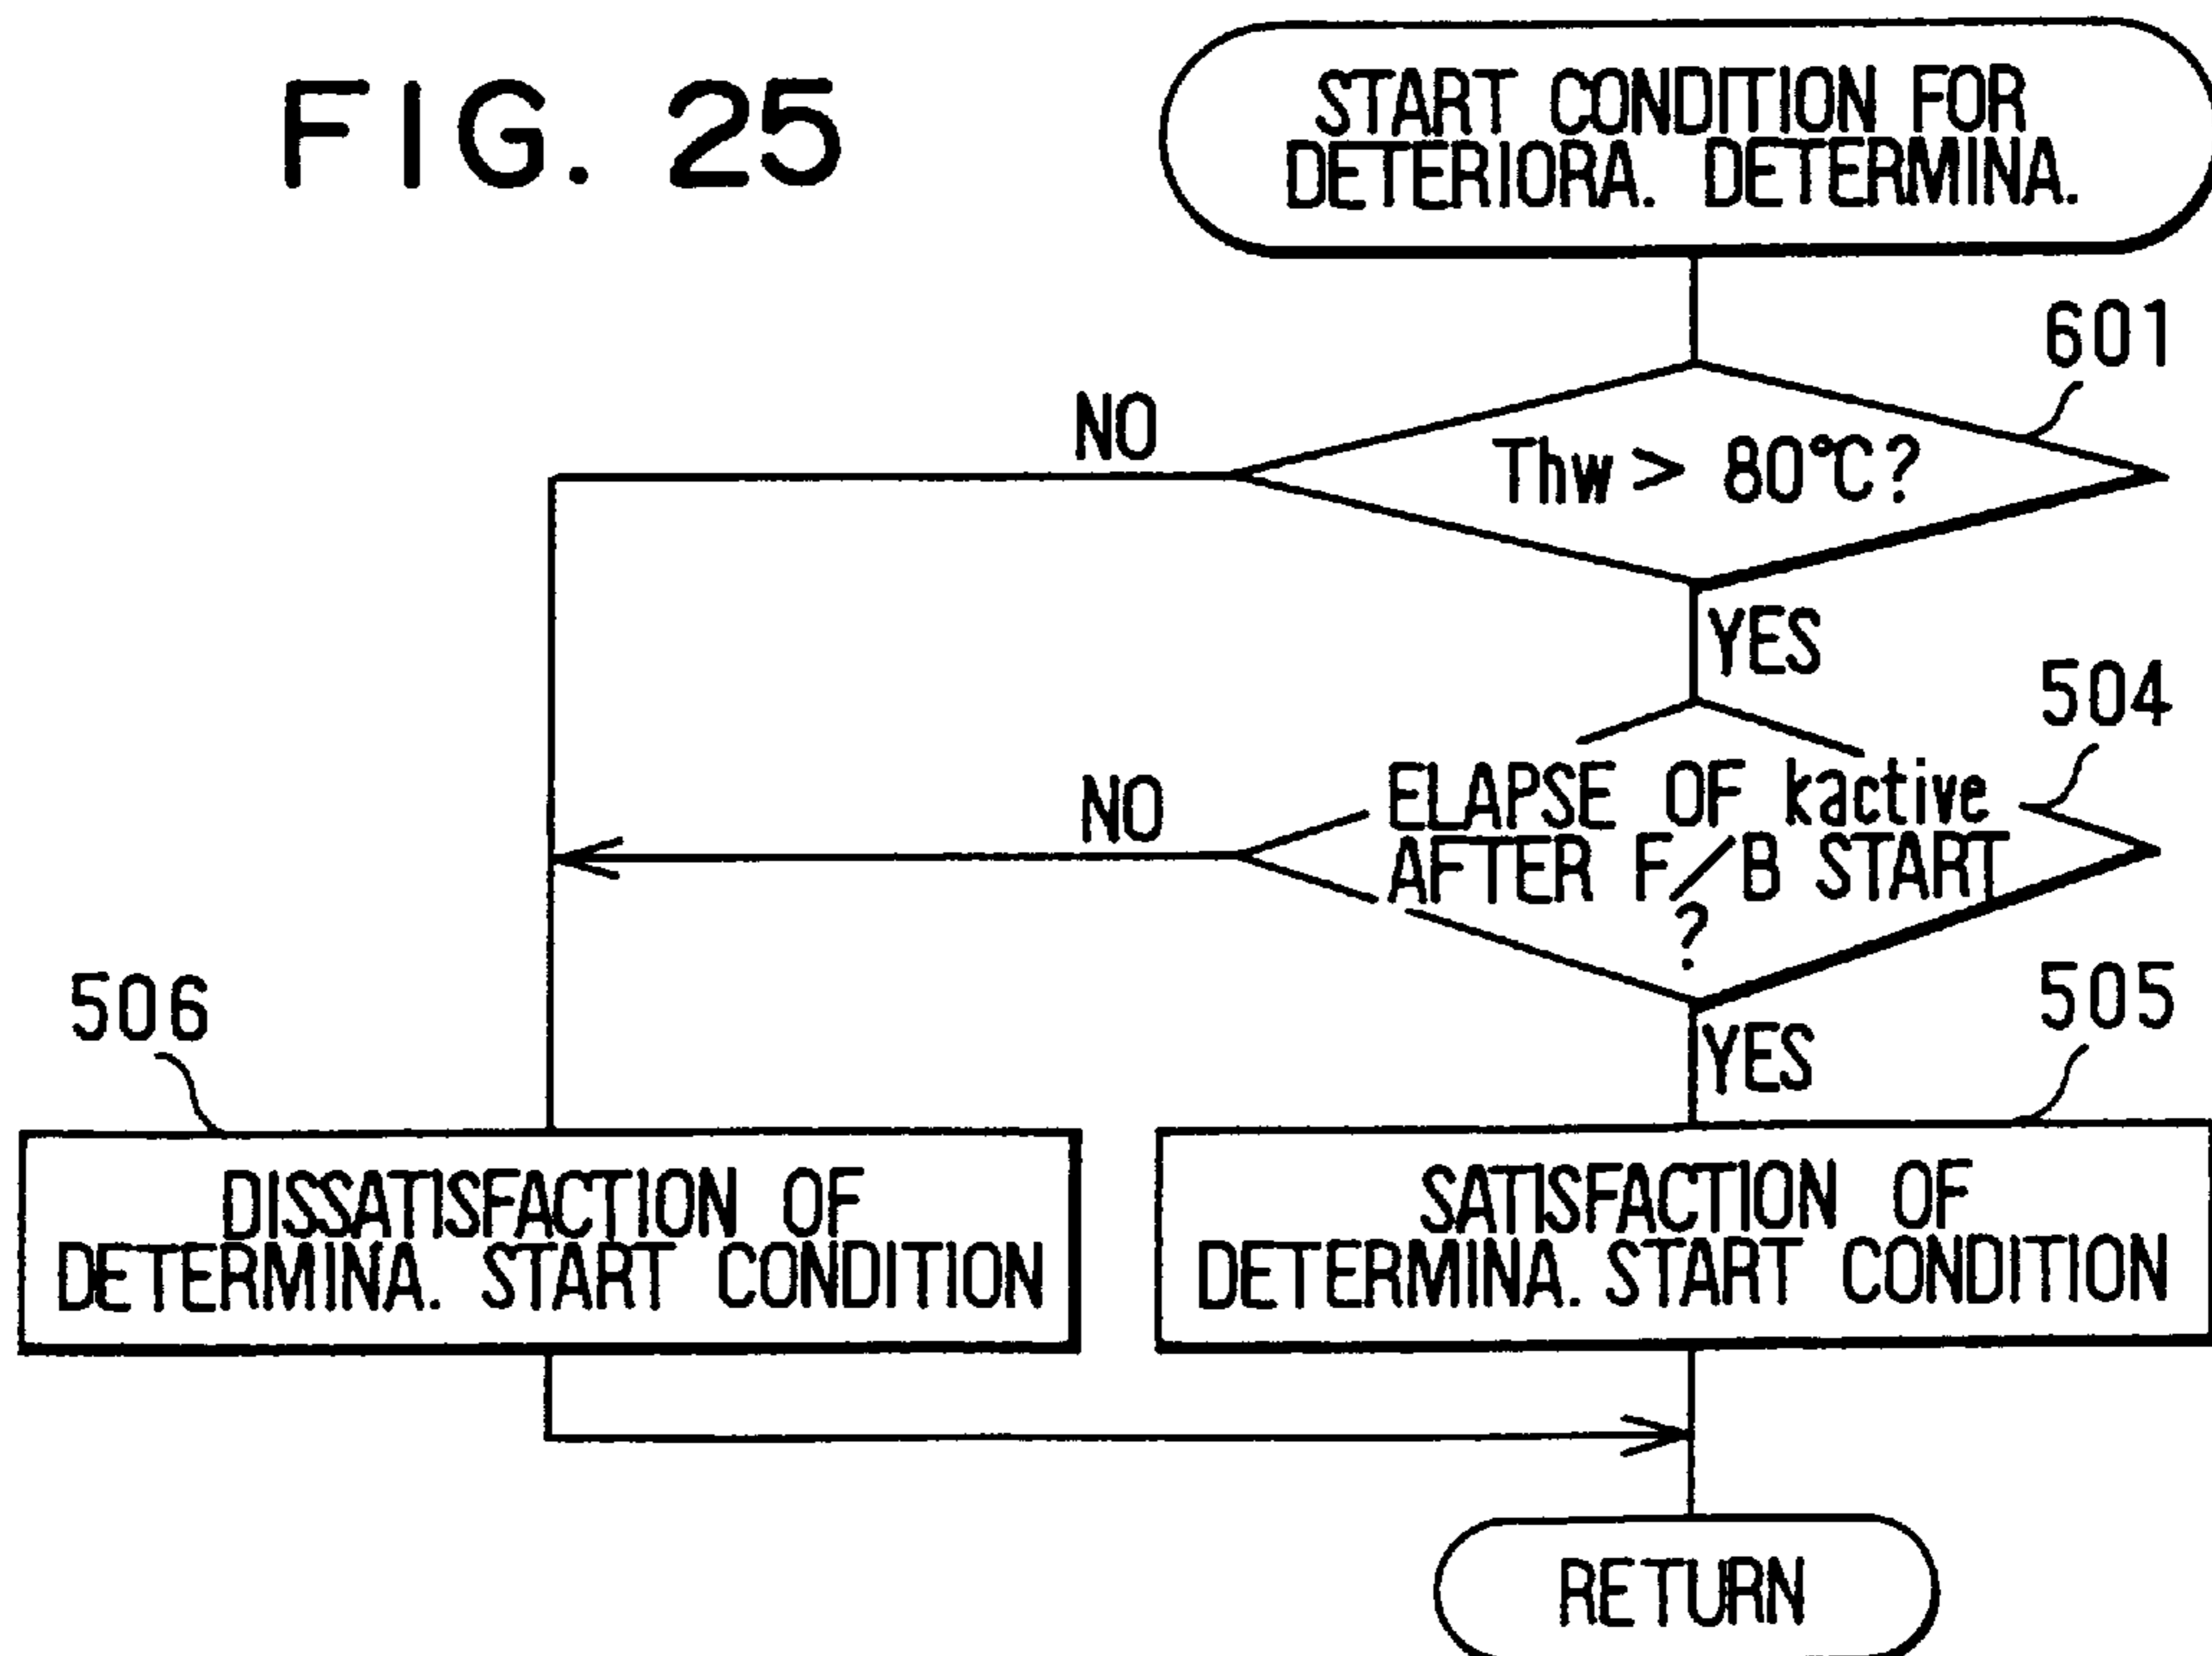 FIG. 25
START CONDITION FOR
DETERIORA. DETERMINA.
601
NO
Thw > 80℃?
YES
504
NO
ELAPSE OF kactive
AFTER F/B START
?
YES
506
505
DISSATISFACTION OF
DETERMINA. START CONDITION
SATISFACTION OF
DETERMINA. START CONDITION
RETURN